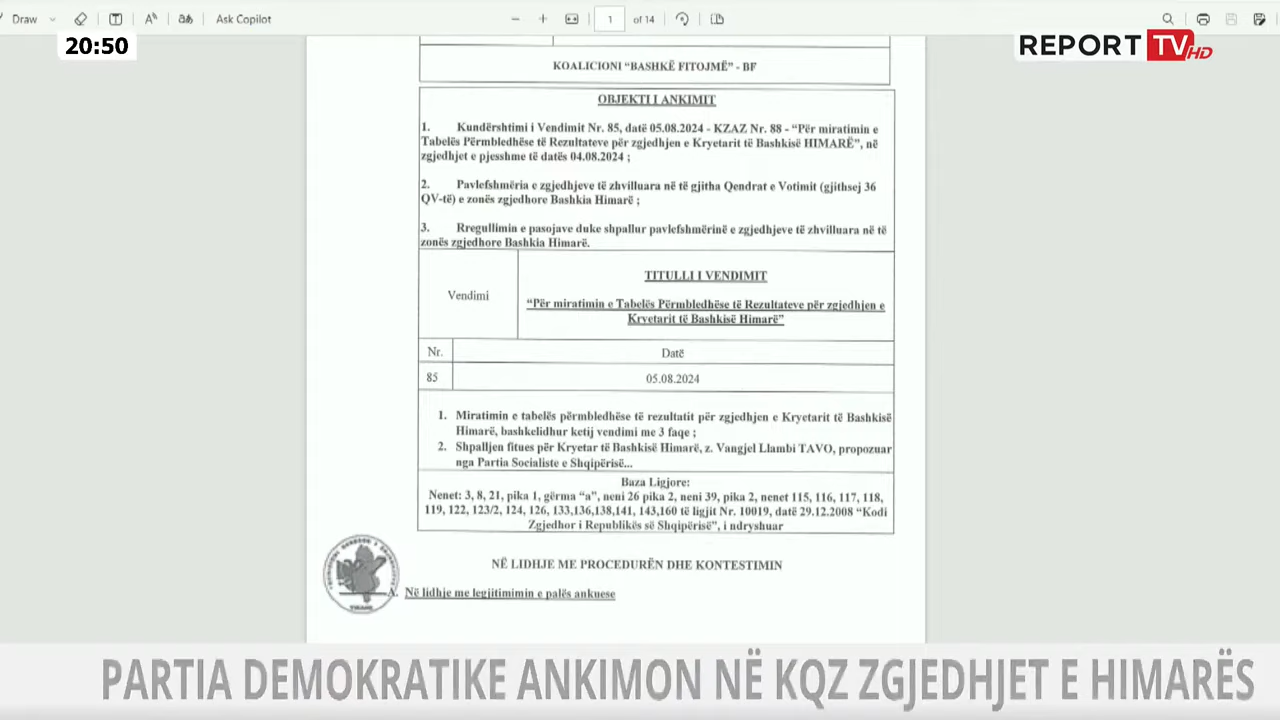 Draw
Ask Copilot
1 of 14
20:50
REPORT TV HD
KOALICIONI “BASHKË FITOJMË” - BF
OBJEKTI I ANKIMIT
1. Kundërshtimi i Vendimit Nr. 85, datë 05.08.2024 - KZAZ Nr. 88 - “Për miratimin e
Tabelës Përmbledhëse të Rezultateve për zgjedhjen e Kryetarit të Bashkisë HIMARË”, në
zgjedhjet e pjesshme të datës 04.08.2024 ;
2. Pavlefshmëria e zgjedhjeve të zhvilluara në të gjitha Qendrat e Votimit (gjithsej 36
QV-të) e zonës zgjedhore Bashkia Himarë ;
3. Rregullimin e pasojave duke shpallur pavlefshmërinë e zgjedhjeve të zhvilluara në të
zonës zgjedhore Bashkia Himarë.
Vendimi
TITULLI I VENDIMIT
“Për miratimin e Tabelës Përmbledhëse të Rezultateve për zgjedhjen e
Kryetarit të Bashkisë Himarë”
Nr. Datë
85 05.08.2024
1. Miratimin e tabelës përmbledhëse të rezultatit për zgjedhjen e Kryetarit të Bashkisë
Himarë, bashkelidhur ketij vendimi me 3 faqe ;
2. Shpalljen fitues për Kryetar të Bashkisë Himarë, z. Vangjel Llambi TAVO, propozuar
nga Partia Socialiste e Shqipërisë...
Baza Ligjore:
Nenet: 3, 8, 21, pika 1, gërma “a”, neni 26 pika 2, neni 39, pika 2, nenet 115, 116, 117, 118,
119, 122, 123/2, 124, 126, 133,136,138,141, 143,160 të ligjit Nr. 10019, datë 29.12.2008 “Kodi
Zgjedhor i Republikës së Shqipërisë”, i ndryshuar
NË LIDHJE ME PROCEDURËN DHE KONTESTIMIN
A. Në lidhje me legjitimimin e palës ankuese
PARTIA DEMOKRATIKE ANKIMON NË KQZ ZGJEDHJET E HIMARËS